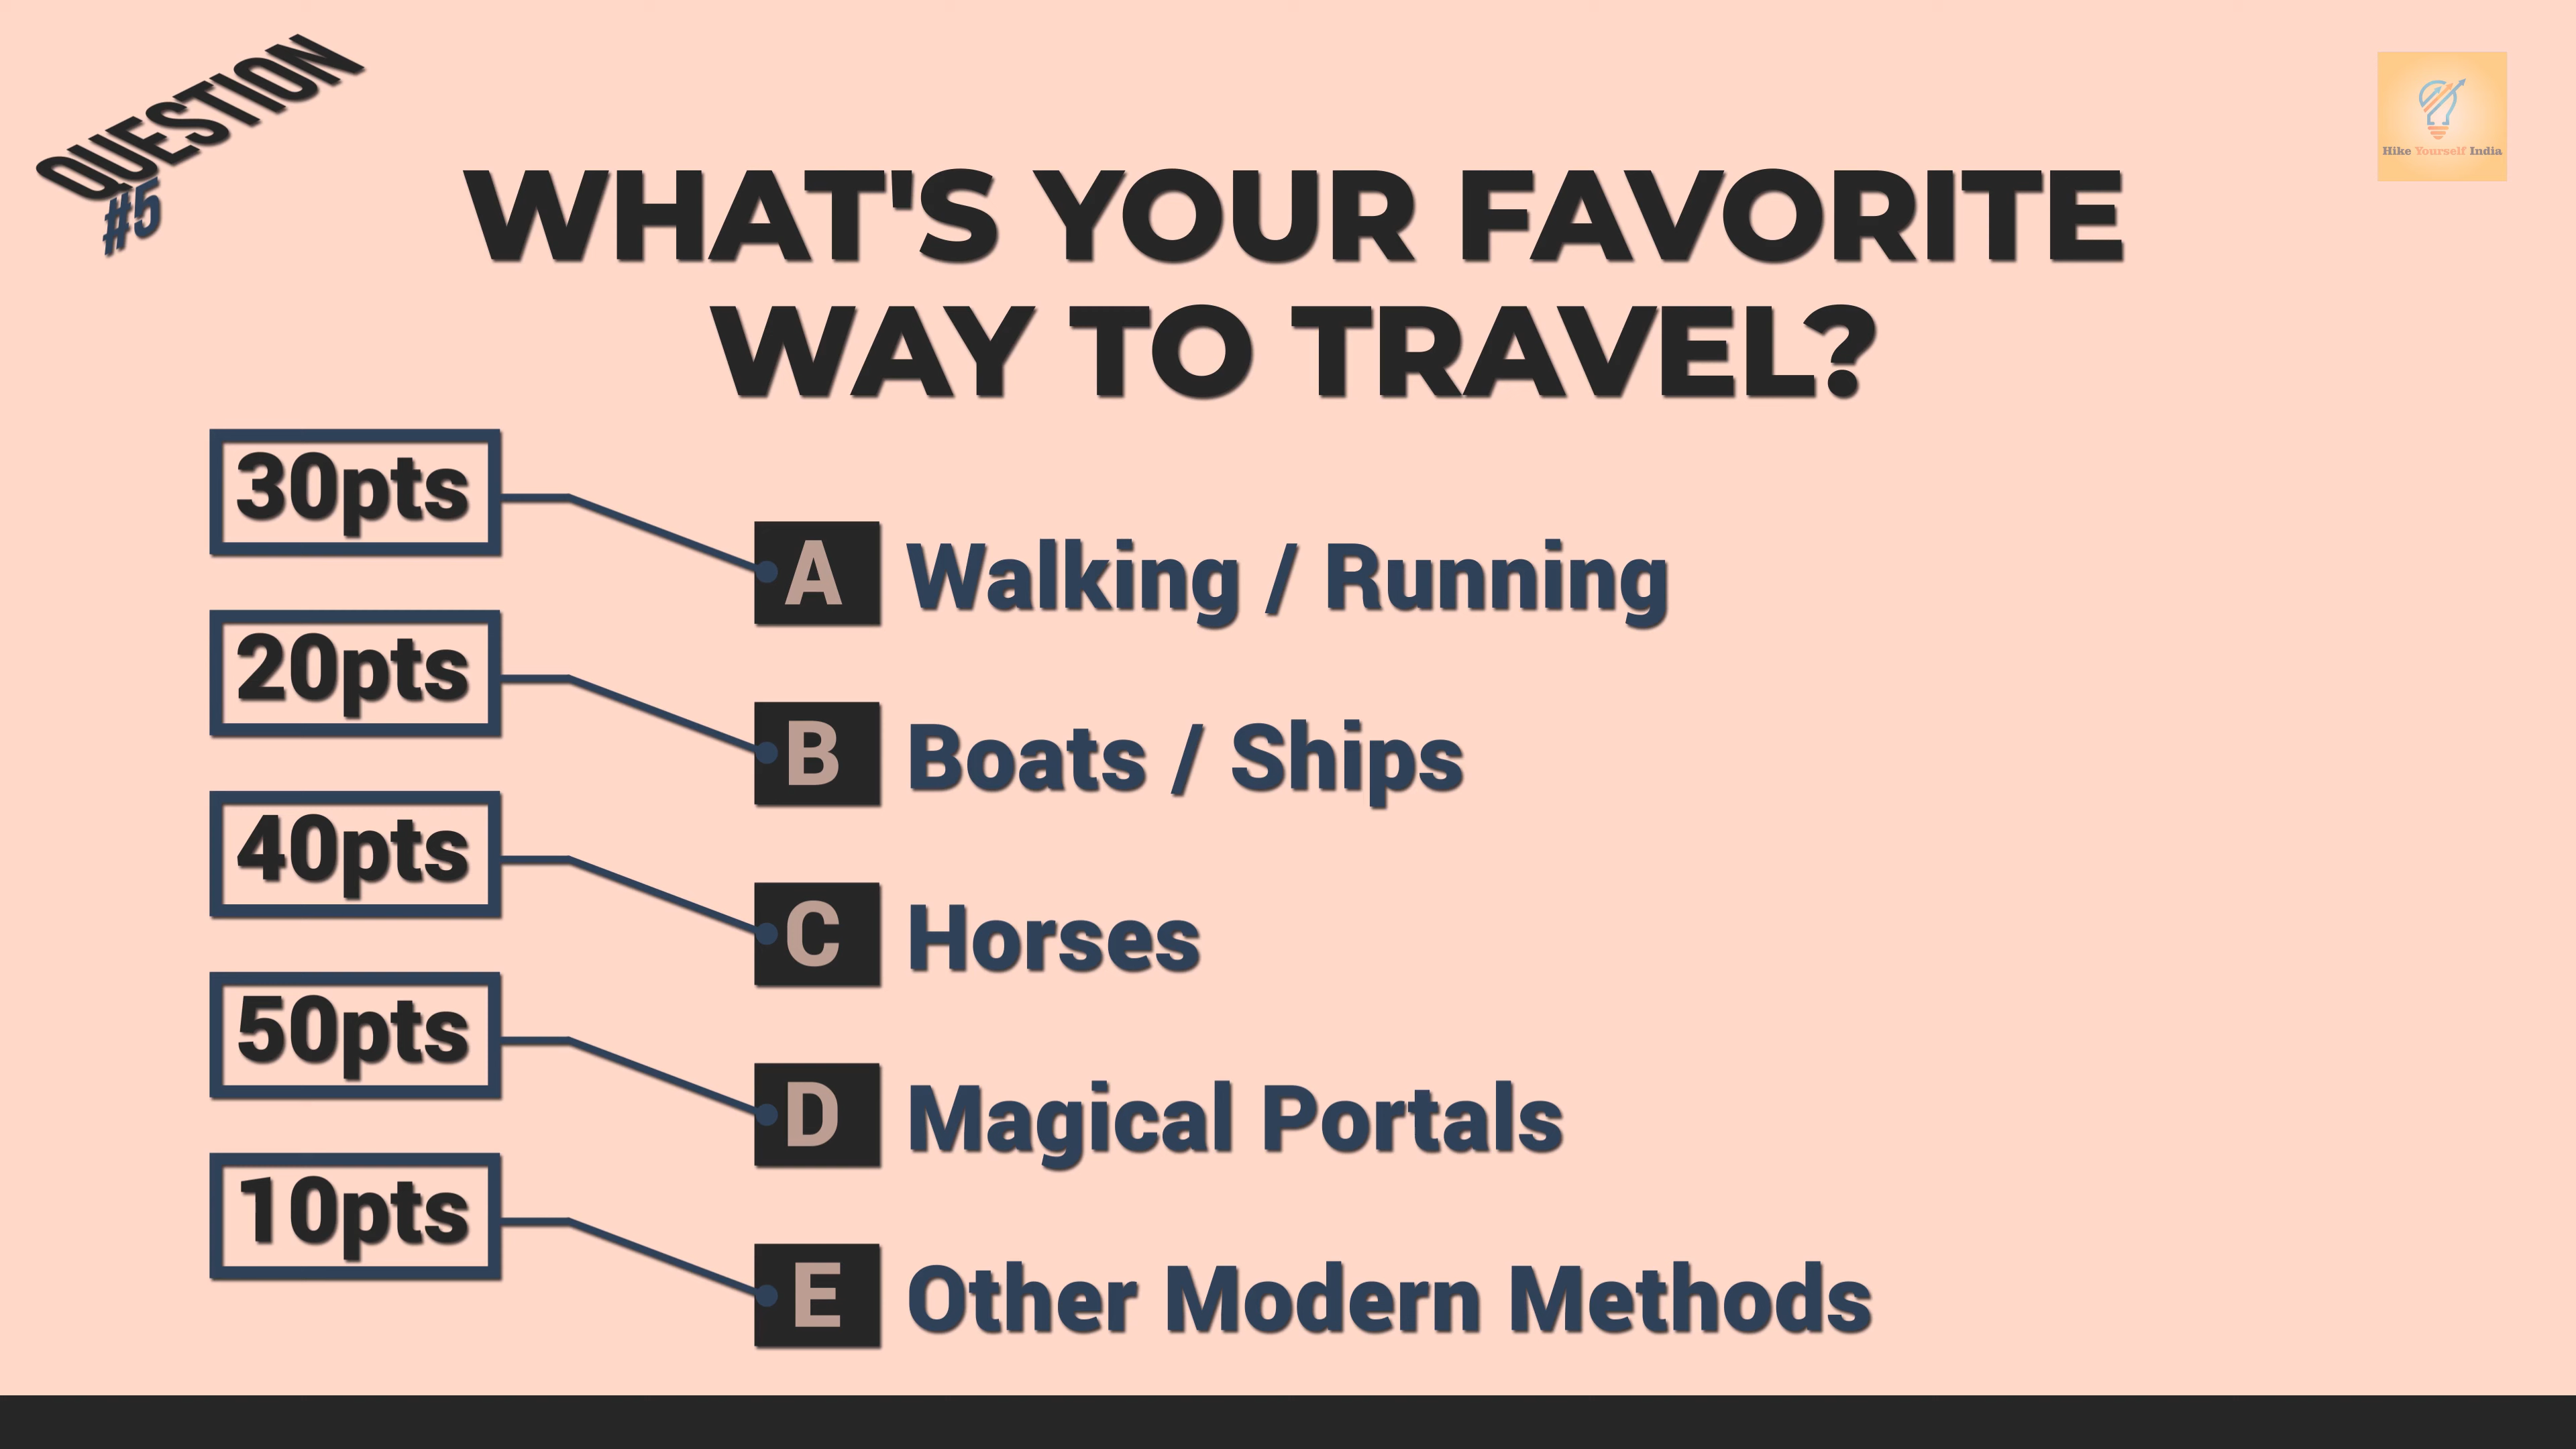 QUESTION
#5
Hike Yourself India
WHAT'S YOUR FAVORITE
WAY TO TRAVEL?
30pts
A Walking / Running
20pts
B Boats / Ships
40pts
C Horses
50pts
D Magical Portals
10pts
E Other Modern Methods